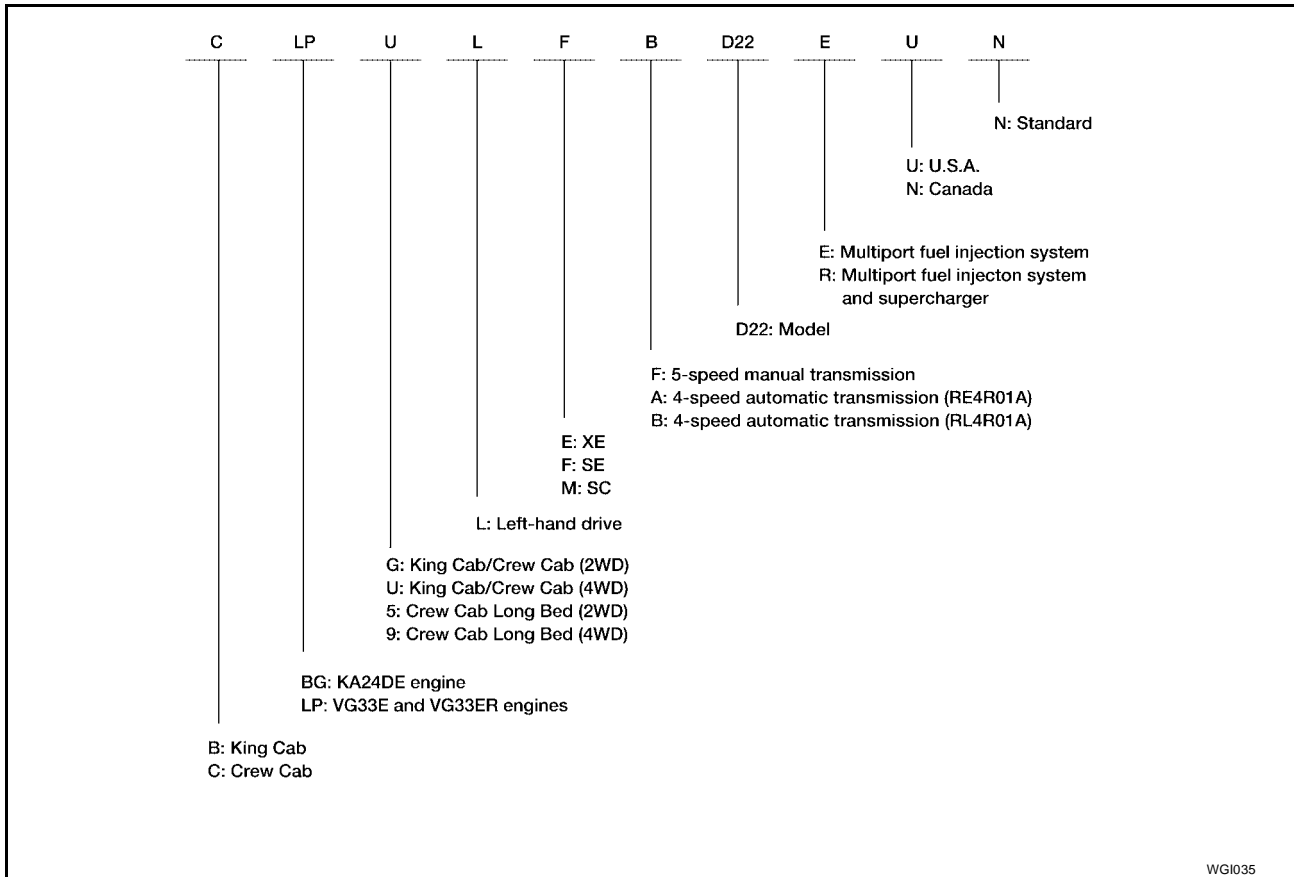 C LP U L F B D22 E U N
N: Standard
U: U.S.A.
N: Canada
E: Multiport fuel injection system
R: Multiport fuel injecton system
and supercharger
D22: Model
F: 5-speed manual transmission
A: 4-speed automatic transmission (RE4R01A)
B: 4-speed automatic transmission (RL4R01A)
E: XE
F: SE
M: SC
L: Left-hand drive
G: King Cab/Crew Cab (2WD)
U: King Cab/Crew Cab (4WD)
5: Crew Cab Long Bed (2WD)
9: Crew Cab Long Bed (4WD)
BG: KA24DE engine
LP: VG33E and VG33ER engines
B: King Cab
C: Crew Cab
WGI035